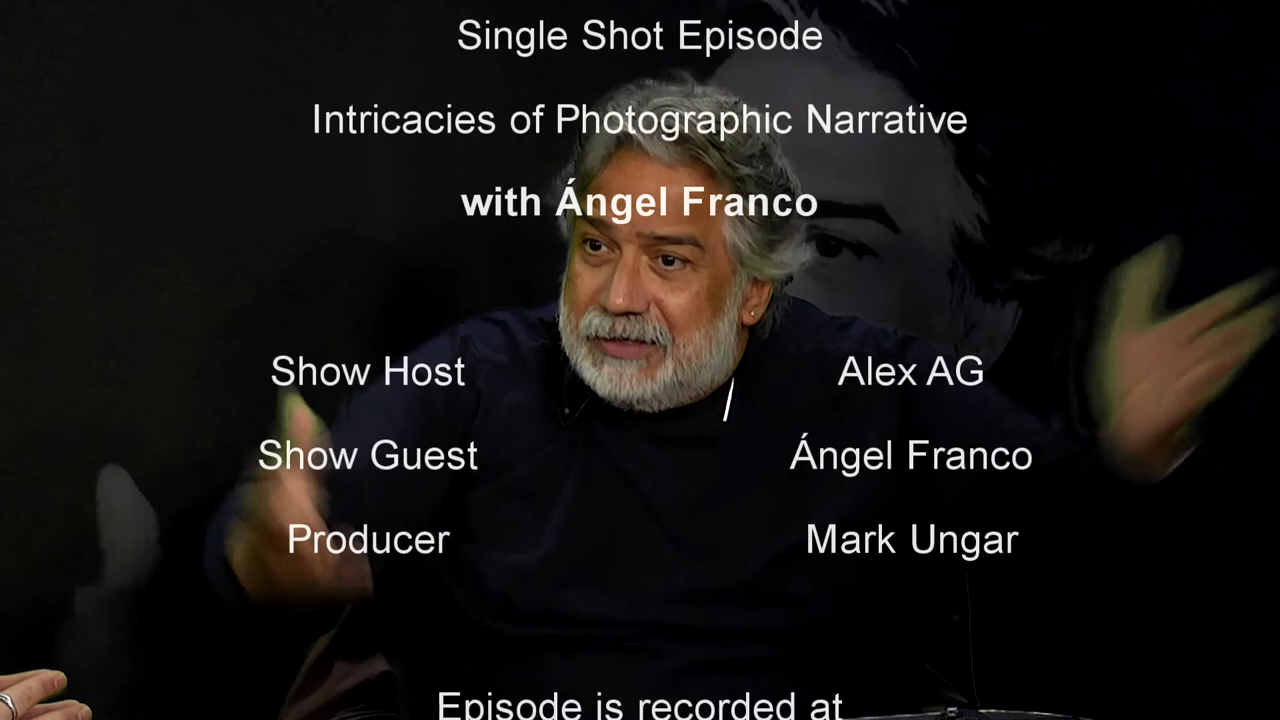 Single Shot Episode
Intricacies of Photographic Narrative
with Ángel Franco
Show Host Alex AG
Show Guest Ángel Franco
Producer Mark Ungar
Episode is recorded at